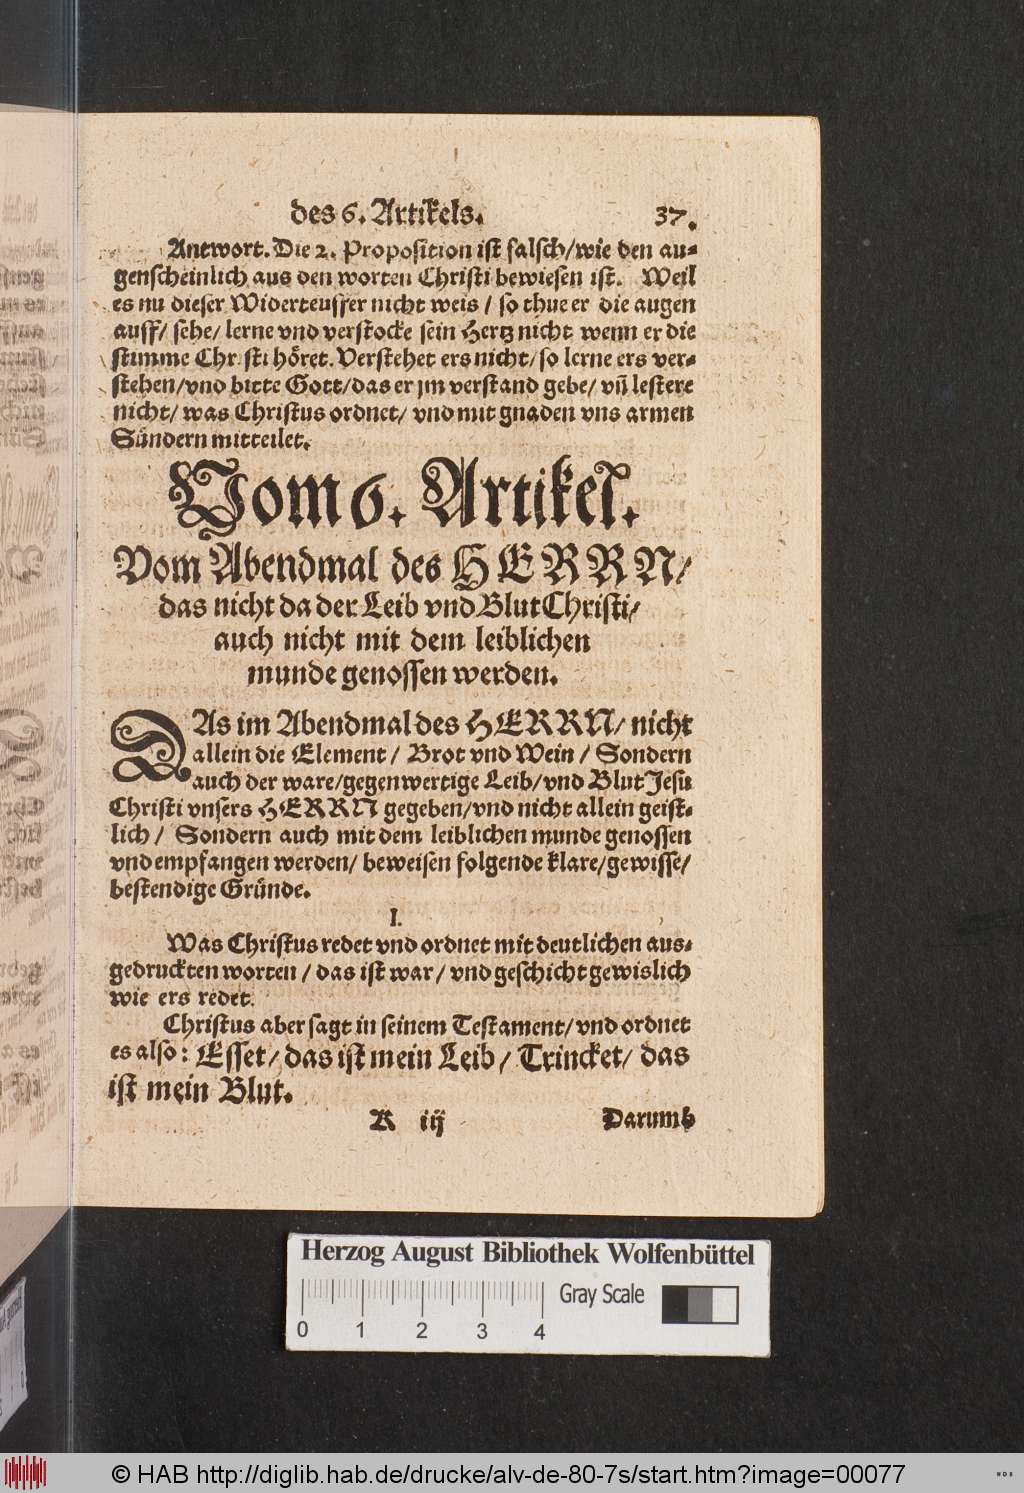 des 6. Artikels. 37.
Antwort. Die 2. Proposition ist falsch/wie den au-
genscheinlich aus den worten Christi bewiesen ist. Weil
es nu dieser Widerteuffer nicht weis / so thue er die augen
auff/ sehe/ lerne vnd verstocke sein Hertz nicht wenn er die
stimme Chr sti höret. Verstehet ers nicht/ so lerne ers ver-
stehen/vnd bitte Gott/das er jm verstand gebe/ vn̄ lestere
nicht/ was Christus ordnet/ vnd mit gnaden vns armen
Sündern mitteilet.
Vom 6. Artikel.
Vom Abendmal des HERRN/
das nicht da der Leib vnd Blut Christi/
auch nicht mit dem leiblichen
munde genossen werden.
DAs im Abendmal des HERRN/ nicht
allein die Element / Brot vnd Wein / Sondern
auch der ware/gegenwertige Leib/vnd Blut Jesu
Christi vnsers HERRN gegeben/vnd nicht allein geist-
lich / Sondern auch mit dem leiblichen munde genossen
vnd empfangen werden/ beweisen folgende klare/gewisse/
bestendige Gründe.
I.
Was Christus redet vnd ordnet mit deutlichen aus-
gedruckten worten / das ist war / vnd geschicht gewislich
wie ers redet.
Christus aber sagt in seinem Testament/vnd ordnet
es also: Esset/ das ist mein Leib/ Trincket/ das
ist mein Blut.
K iij Darumb
Herzog August Bibliothek Wolfenbüttel
Gray Scale
0 1 2 3 4
© HAB http://diglib.hab.de/drucke/alv-de-80-7s/start.htm?image=00077